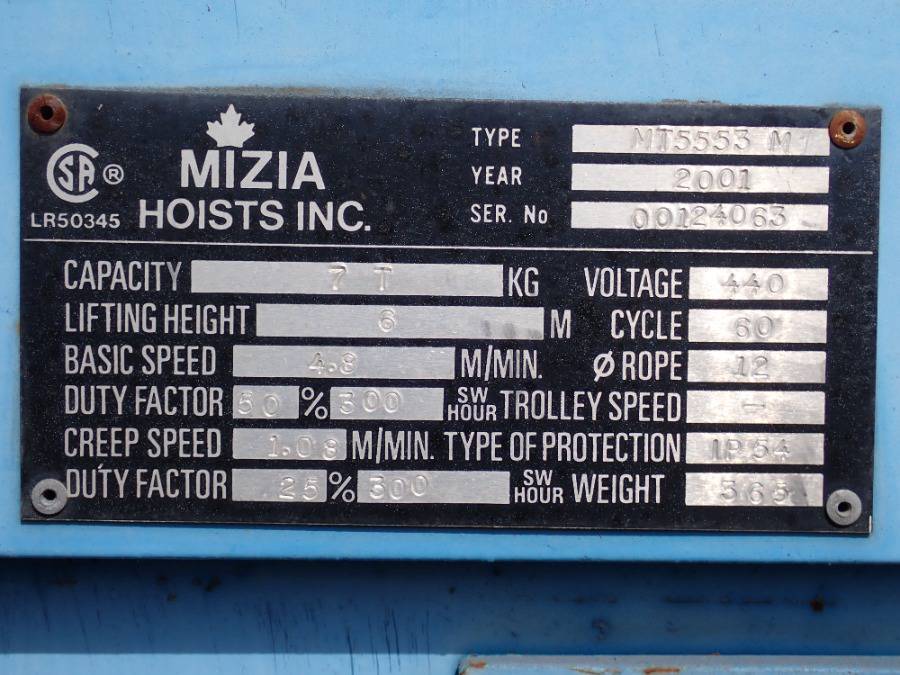 CSA ®
LR50345
MIZIA
HOISTS INC.
TYPE MT5553 M
YEAR 2001
SER. No 00124063
CAPACITY 7 T KG VOLTAGE 440
LIFTING HEIGHT 6 M CYCLE 60
BASIC SPEED 4.8 M/MIN. Ø ROPE 12
DUTY FACTOR 50 % 300 SW HOUR TROLLEY SPEED -
CREEP SPEED 1.08 M/MIN. TYPE OF PROTECTION IP54
DUTY FACTOR 25 % 300 SW HOUR WEIGHT 565